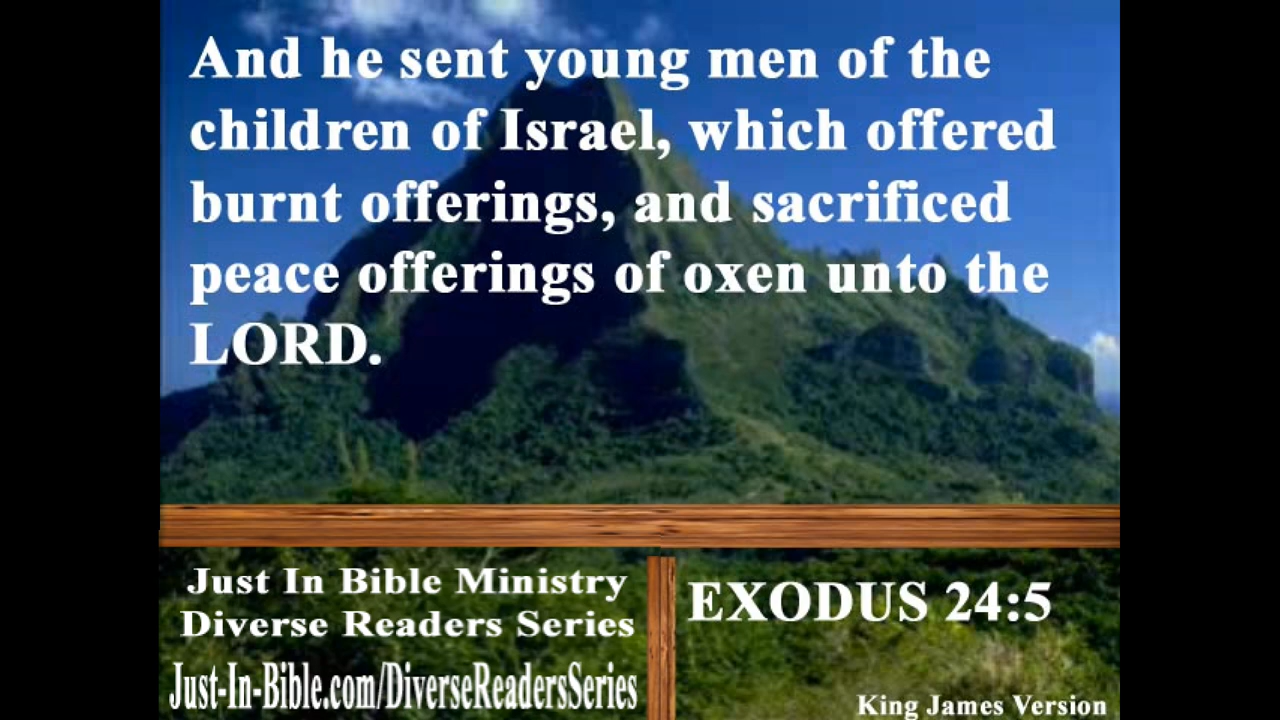 And he sent young men of the
children of Israel, which offered
burnt offerings, and sacrificed
peace offerings of oxen unto the
LORD.
Just In Bible Ministry
Diverse Readers Series
Just-In-Bible.com/DiverseReadersSeries
EXODUS 24:5
King James Version